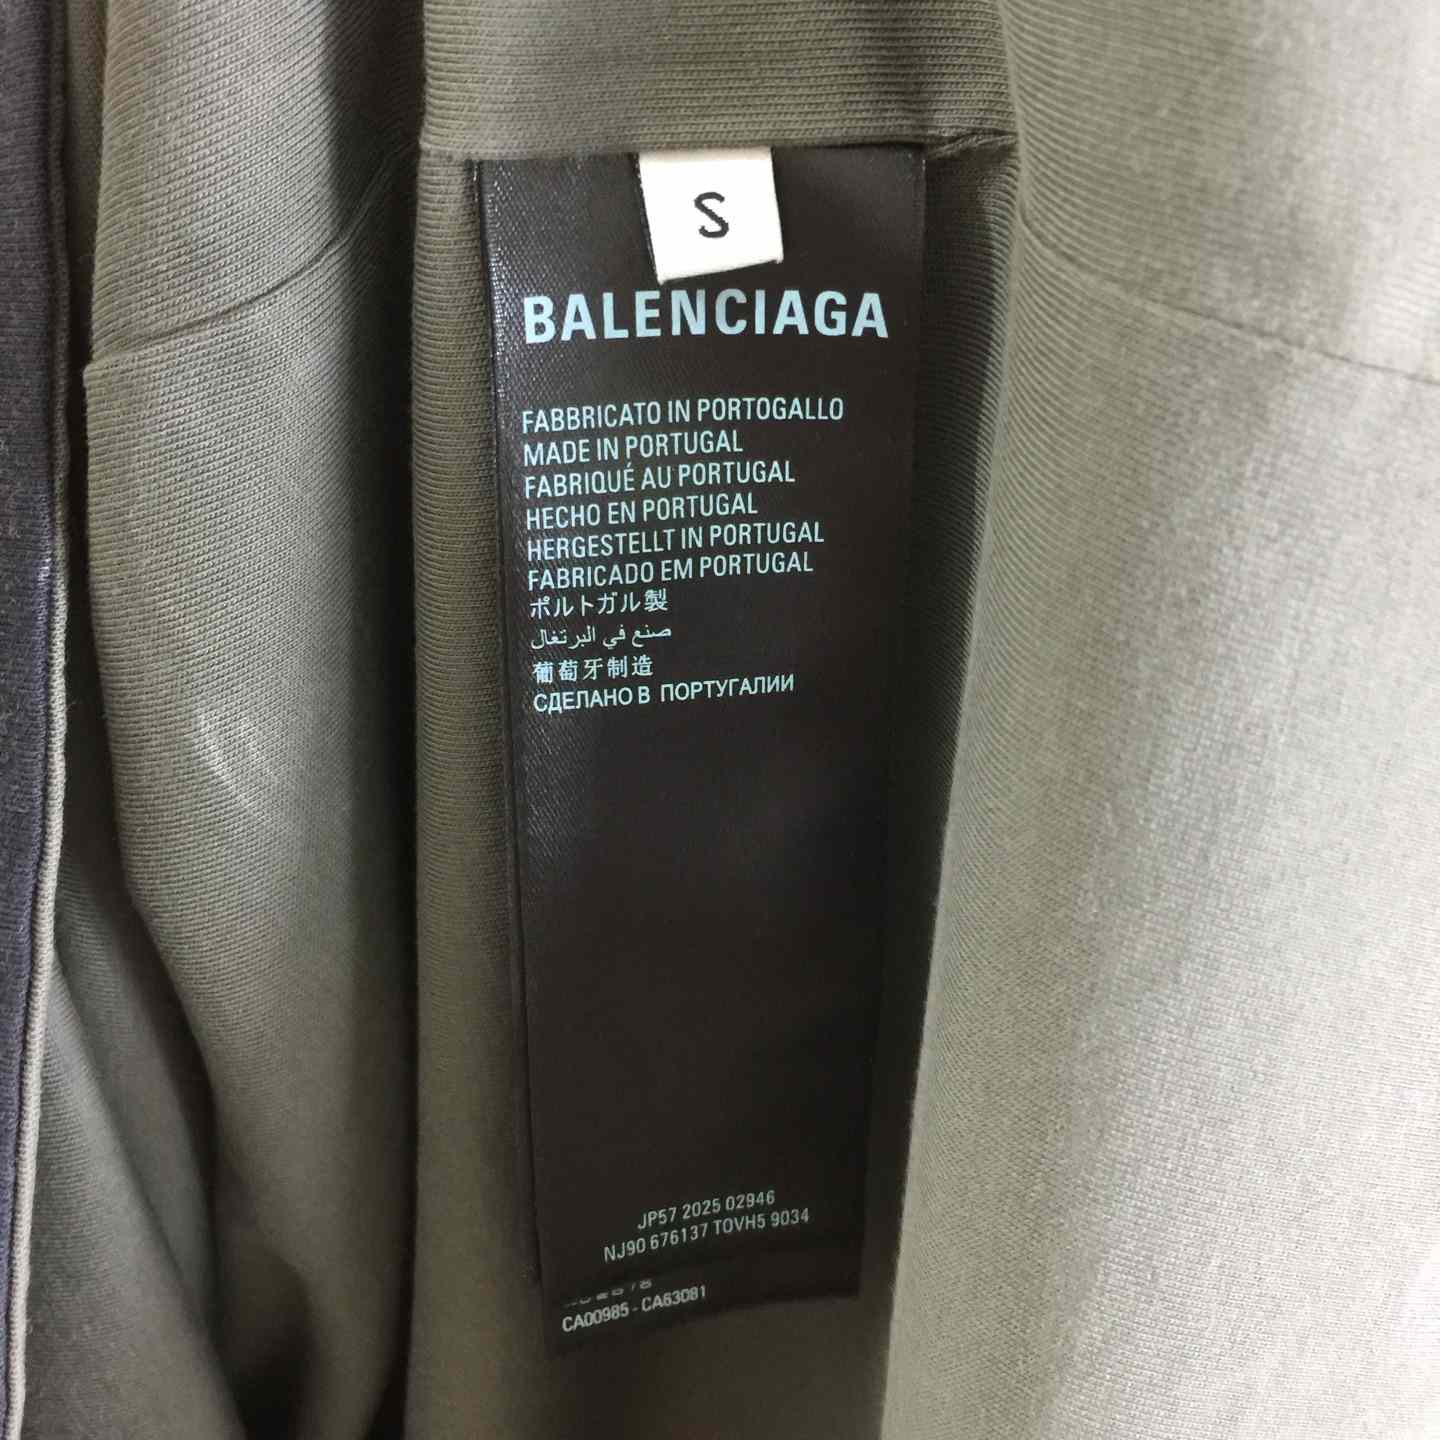 S
BALENCIAGA
FABBRICATO IN PORTOGALLO
MADE IN PORTUGAL
FABRIQUÉ AU PORTUGAL
HECHO EN PORTUGAL
HERGESTELLT IN PORTUGAL
FABRICADO EM PORTUGAL
ポルトガル製
صنع في البرتغال
葡萄牙制造
СДЕЛАНО В ПОРТУГАЛИИ
JP57 2025 02946
NJ90 676137 TOVH5 9034
CA00985 - CA63081